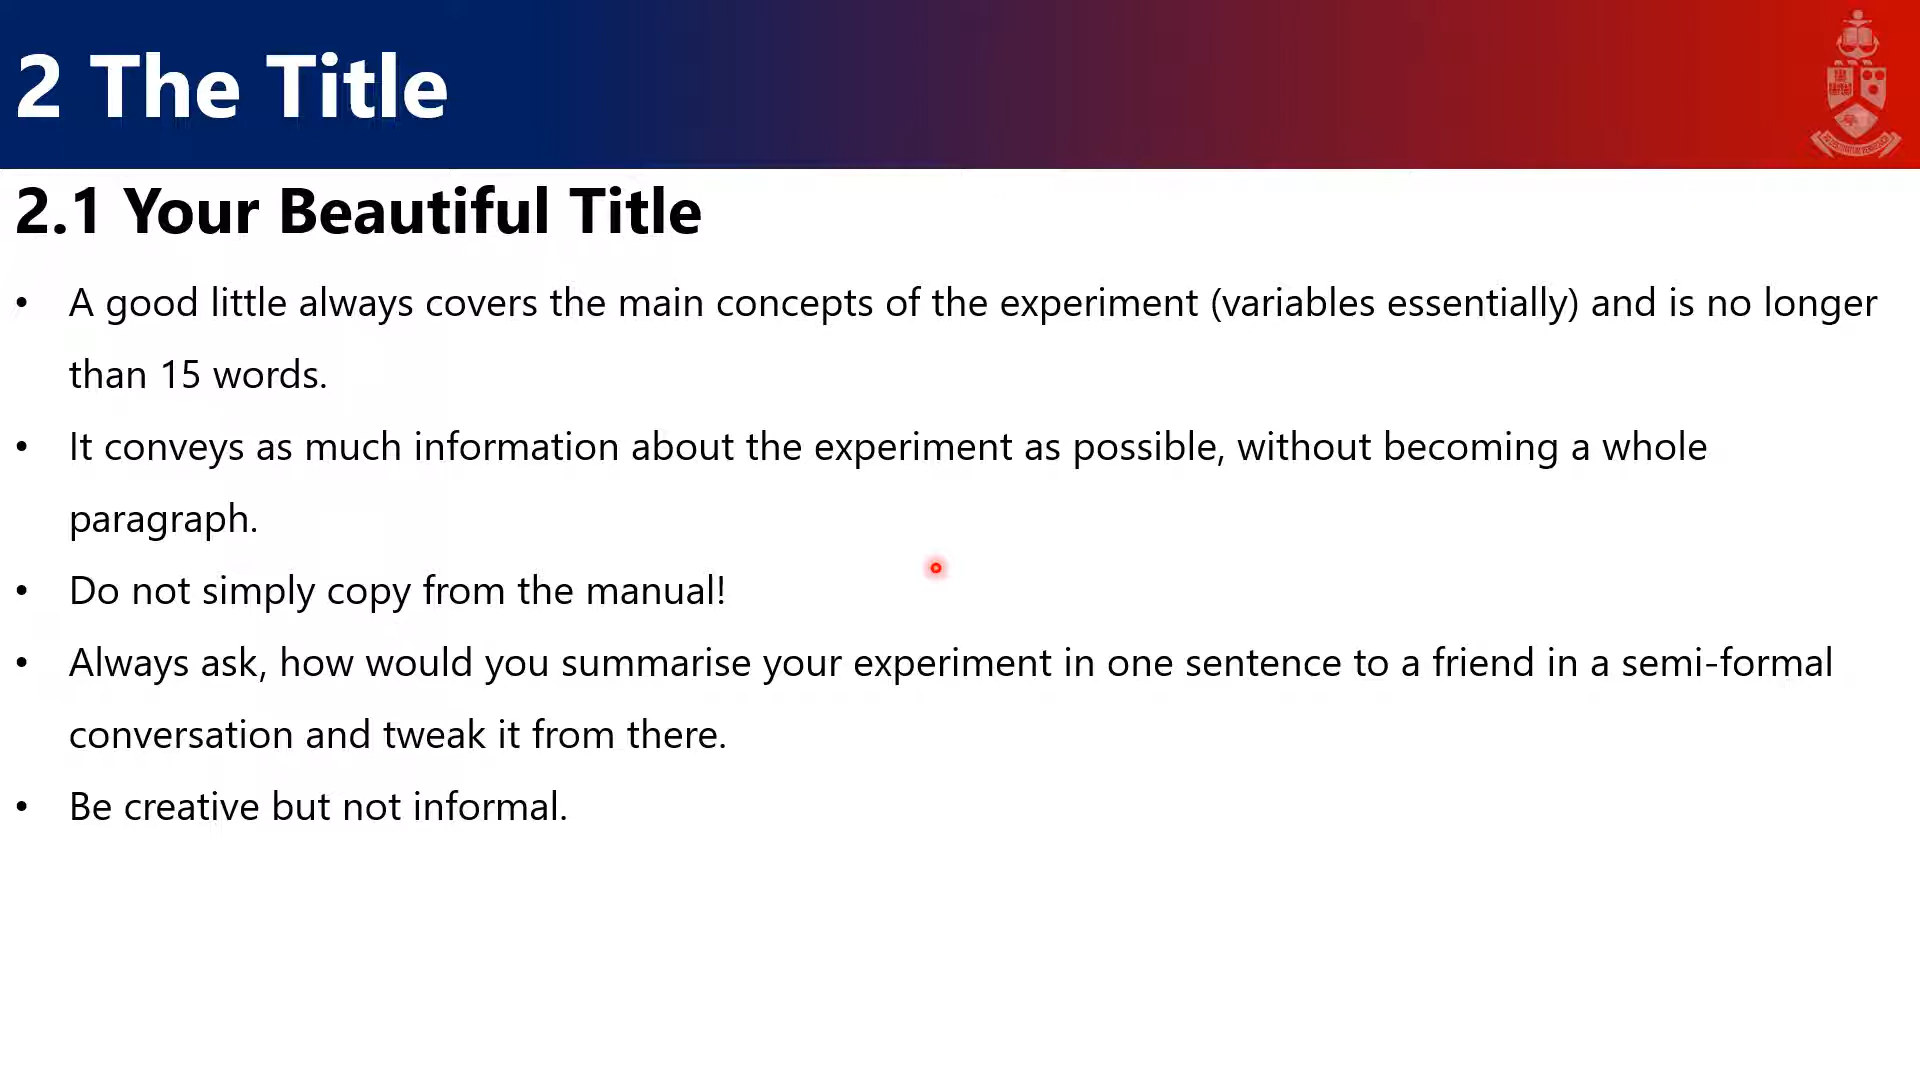 2 The Title
2.1 Your Beautiful Title
• A good little always covers the main concepts of the experiment (variables essentially) and is no longer
than 15 words.
• It conveys as much information about the experiment as possible, without becoming a whole
paragraph.
• Do not simply copy from the manual!
• Always ask, how would you summarise your experiment in one sentence to a friend in a semi-formal
conversation and tweak it from there.
• Be creative but not informal.